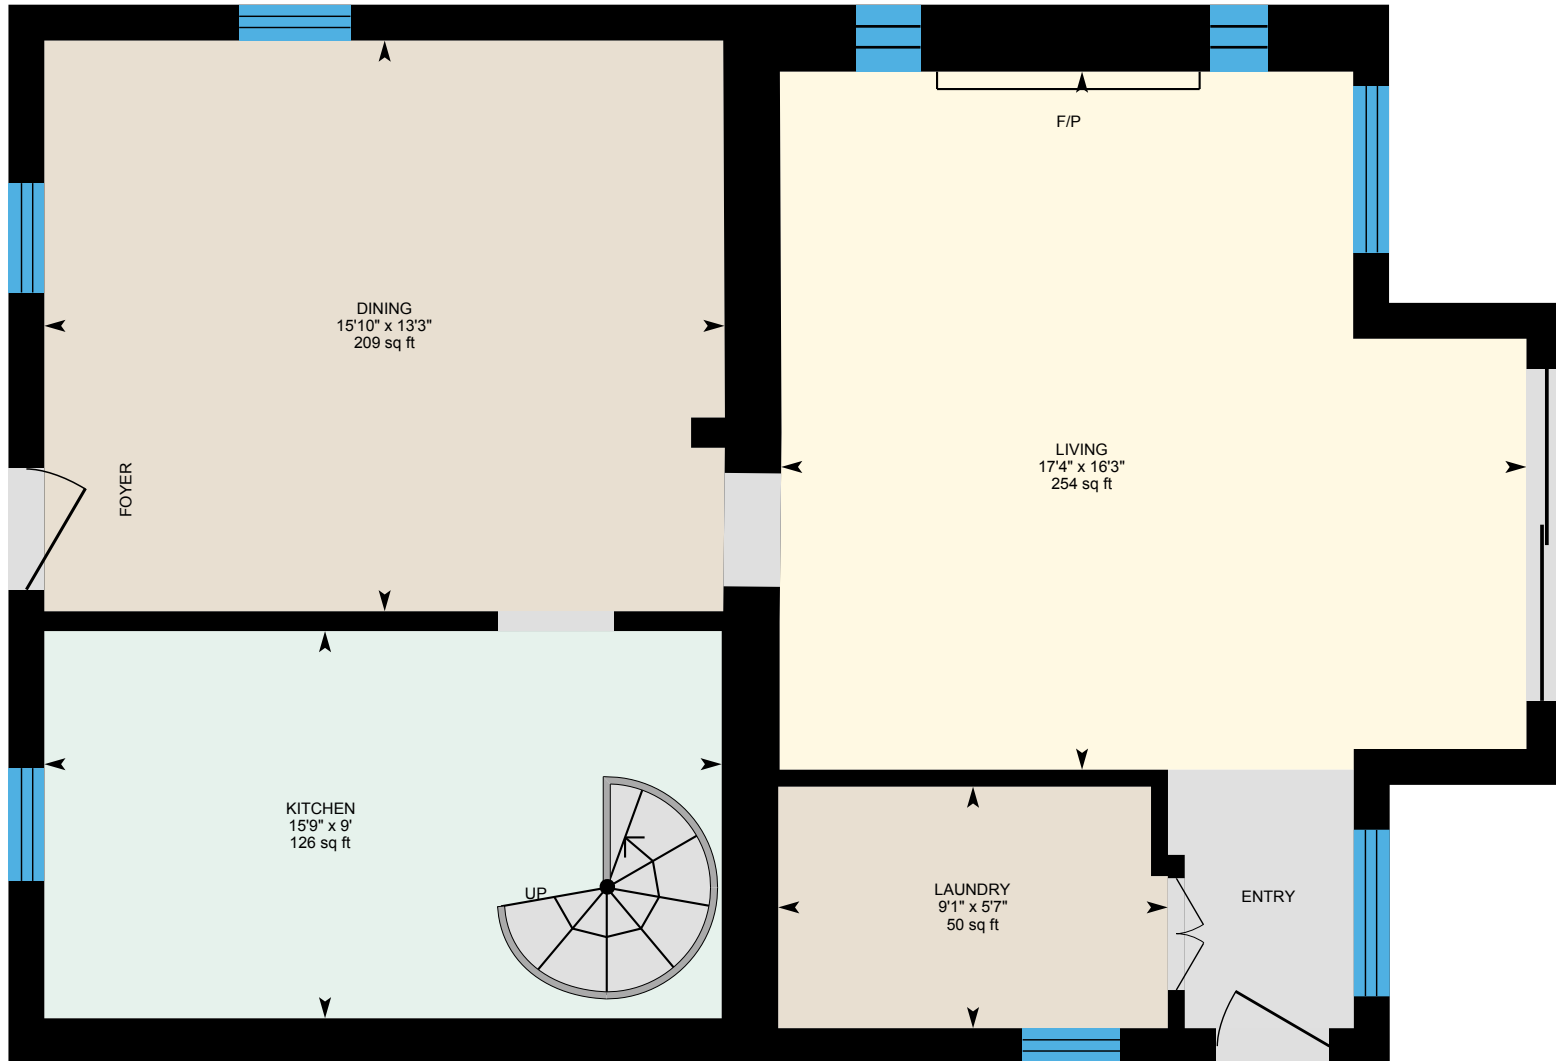 F/P
DINING
15'10" x 13'3"
209 sq ft
LIVING
17'4" x 16'3"
254 sq ft
FOYER
KITCHEN
15'9" x 9'
126 sq ft
UP
LAUNDRY
9'1" x 5'7"
50 sq ft
ENTRY